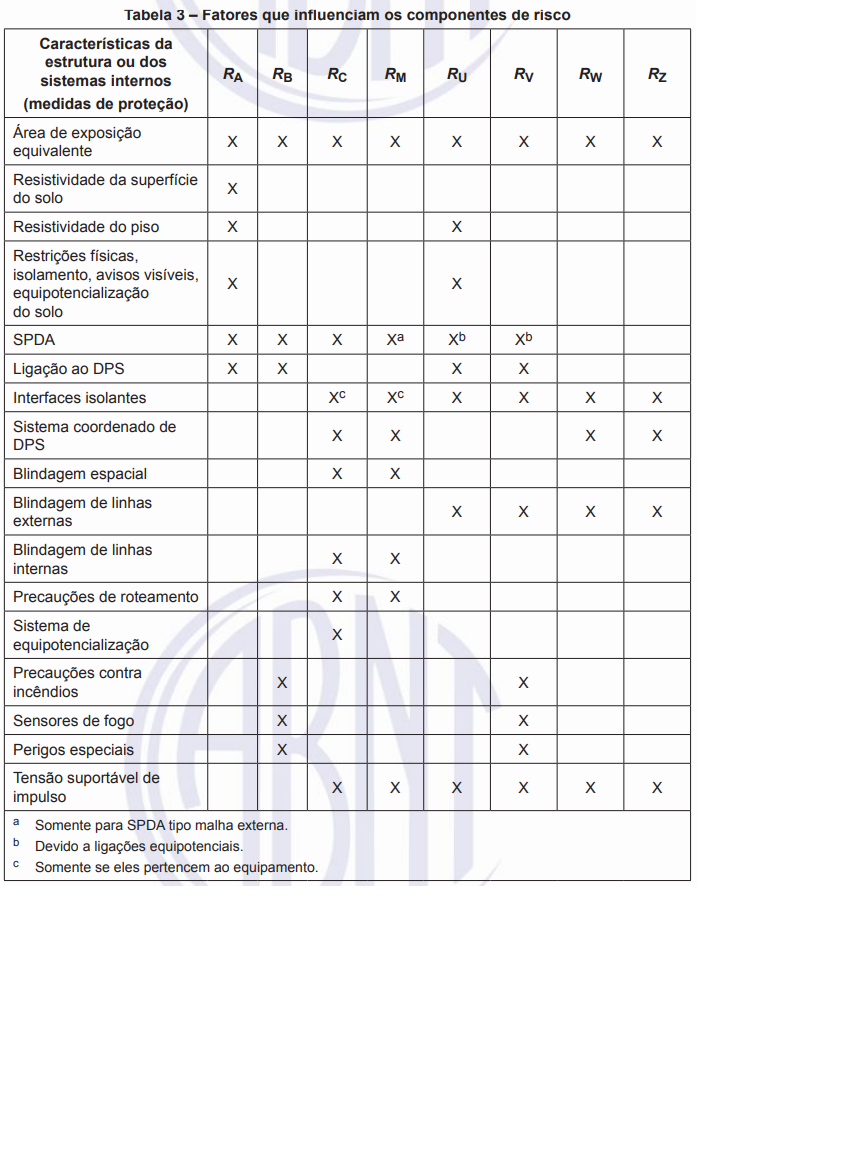 Tabela 3 – Fatores que influenciam os componentes de risco
Características da
estrutura ou dos
sistemas internos
(medidas de proteção)
RA RB RC RM RU RV RW RZ
Área de exposição
equivalente
X X X X X X X X
Resistividade da superfície
do solo
X
Resistividade do piso X X
Restrições físicas,
isolamento, avisos visíveis,
equipotencialização
do solo
X X
SPDA X X X Xa Xb Xb
Ligação ao DPS X X X X
Interfaces isolantes Xc Xc X X X X
Sistema coordenado de
DPS
X X X X
Blindagem espacial X X
Blindagem de linhas
externas
X X X X
Blindagem de linhas
internas
X X
Precauções de roteamento X X
Sistema de
equipotencialização
X
Precauções contra
incêndios
X X
Sensores de fogo X X
Perigos especiais X X
Tensão suportável de
impulso
X X X X X X
a Somente para SPDA tipo malha externa.
b Devido a ligações equipotenciais.
c Somente se eles pertencem ao equipamento.
ABNT